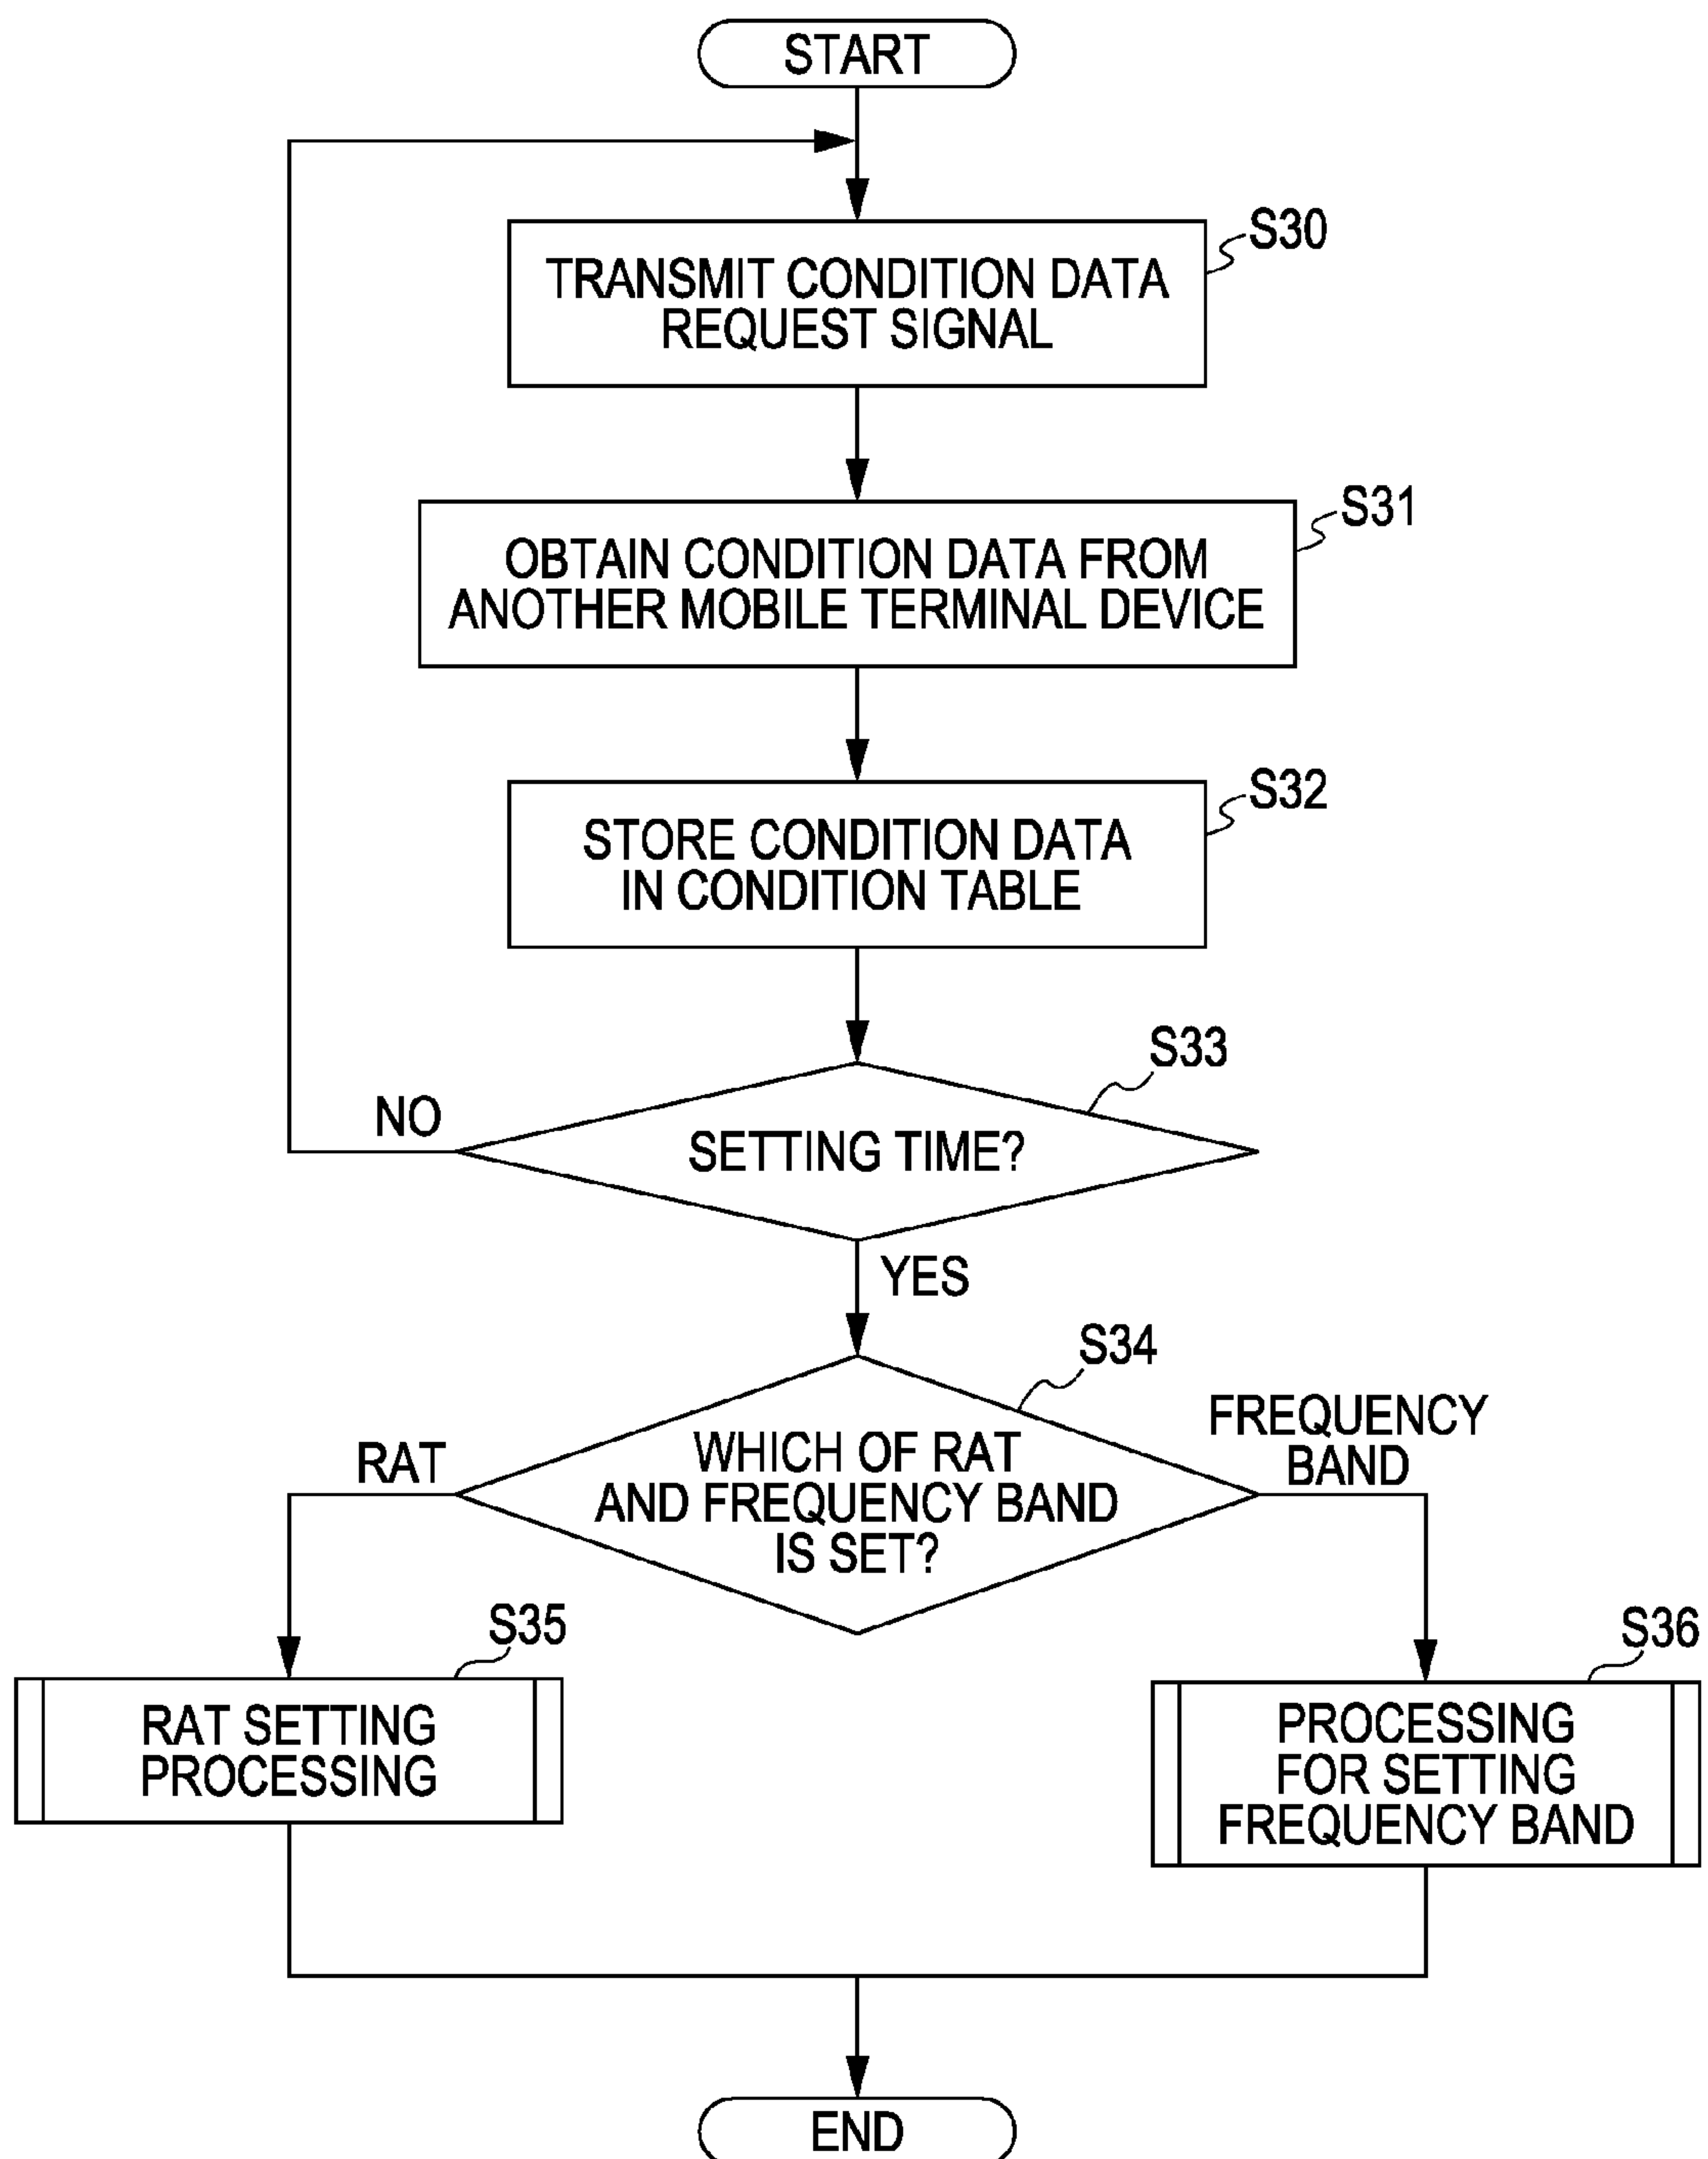 START
S30
TRANSMIT CONDITION DATA
REQUEST SIGNAL
S31
OBTAIN CONDITION DATA FROM
ANOTHER MOBILE TERMINAL DEVICE
S32
STORE CONDITION DATA
IN CONDITION TABLE
S33
NO
SETTING TIME?
YES
S34
RAT
WHICH OF RAT
AND FREQUENCY BAND
IS SET?
FREQUENCY
BAND
S35
RAT SETTING
PROCESSING
S36
PROCESSING
FOR SETTING
FREQUENCY BAND
END